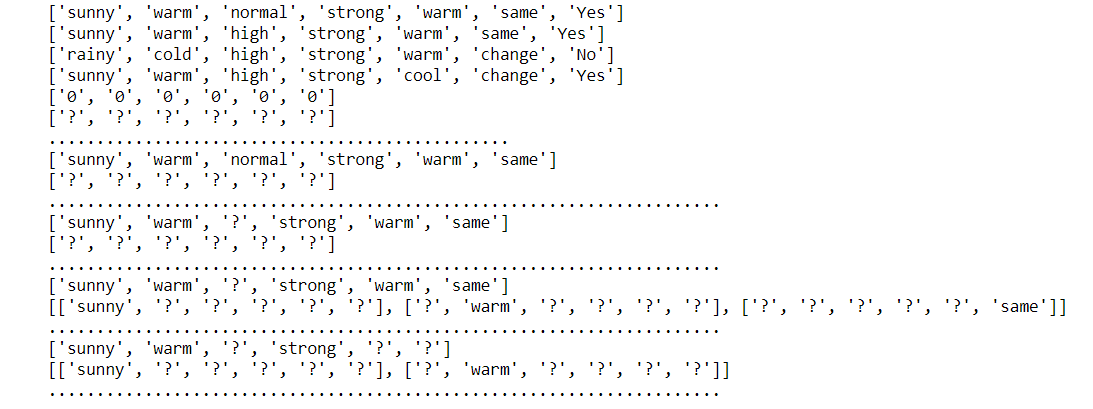 ['sunny', 'warm', 'normal', 'strong', 'warm', 'same', 'Yes']
['sunny', 'warm', 'high', 'strong', 'warm', 'same', 'Yes']
['rainy', 'cold', 'high', 'strong', 'warm', 'change', 'No']
['sunny', 'warm', 'high', 'strong', 'cool', 'change', 'Yes']
['0', '0', '0', '0', '0', '0']
['?', '?', '?', '?', '?', '?']
................................................
['sunny', 'warm', 'normal', 'strong', 'warm', 'same']
['?', '?', '?', '?', '?', '?']
......................................................................
['sunny', 'warm', '?', 'strong', 'warm', 'same']
['?', '?', '?', '?', '?', '?']
......................................................................
['sunny', 'warm', '?', 'strong', 'warm', 'same']
[['sunny', '?', '?', '?', '?', '?'], ['?', 'warm', '?', '?', '?', '?'], ['?', '?', '?', '?', '?', 'same']]
......................................................................
['sunny', 'warm', '?', 'strong', '?', '?']
[['sunny', '?', '?', '?', '?', '?'], ['?', 'warm', '?', '?', '?', '?']]
......................................................................